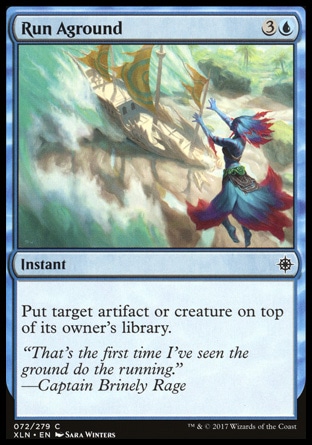 Run Aground 3
Instant
Put target artifact or creature on top
of its owner's library.
"That's the first time I've seen the
ground do the running."
—Captain Brinely Rage
072/279 C
XLN • EN Sara Winters
™ & © 2017 Wizards of the Coast